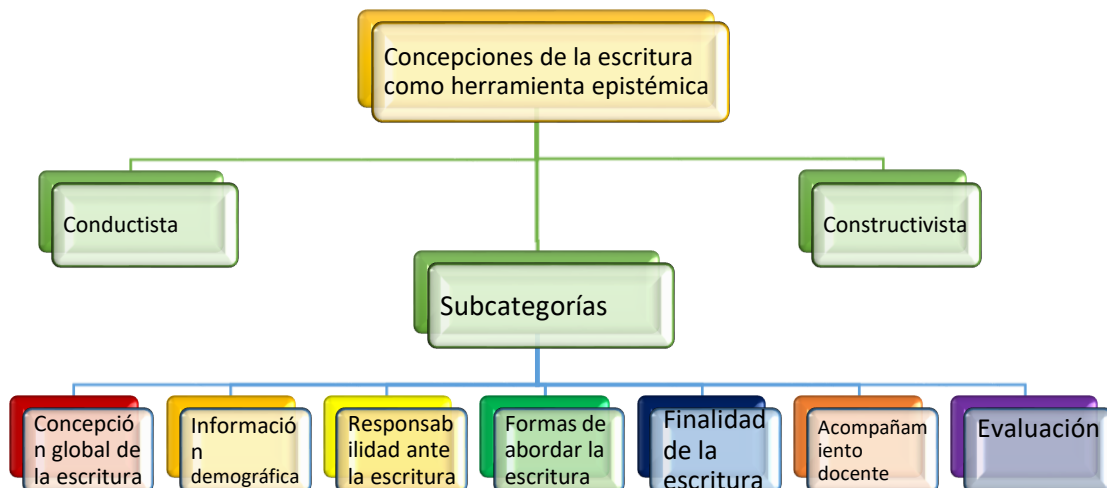 Concepciones de la escritura
como herramienta epistémica
Conductista
Constructivista
Subcategorías
Concepció
n global de
la escritura
Informació
n
demográfica
Responsab
ilidad ante
la escritura
Formas de
abordar la
escritura
Finalidad
de la
escritura
Acompañam
iento
docente
Evaluación